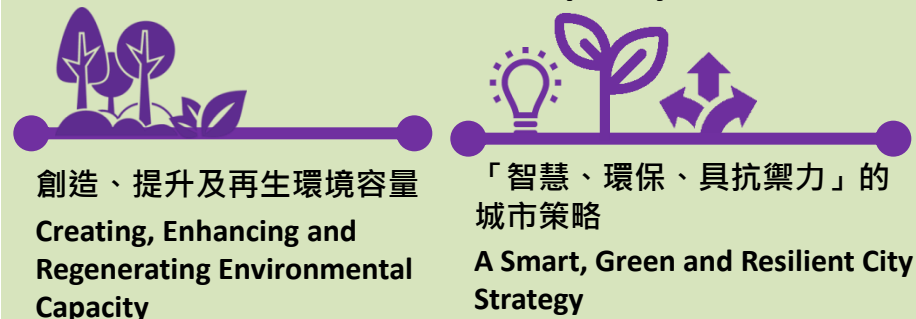 創造、提升及再生環境容量
Creating, Enhancing and
Regenerating Environmental
Capacity
「智慧、環保、具抗禦力」的
城市策略
A Smart, Green and Resilient City
Strategy